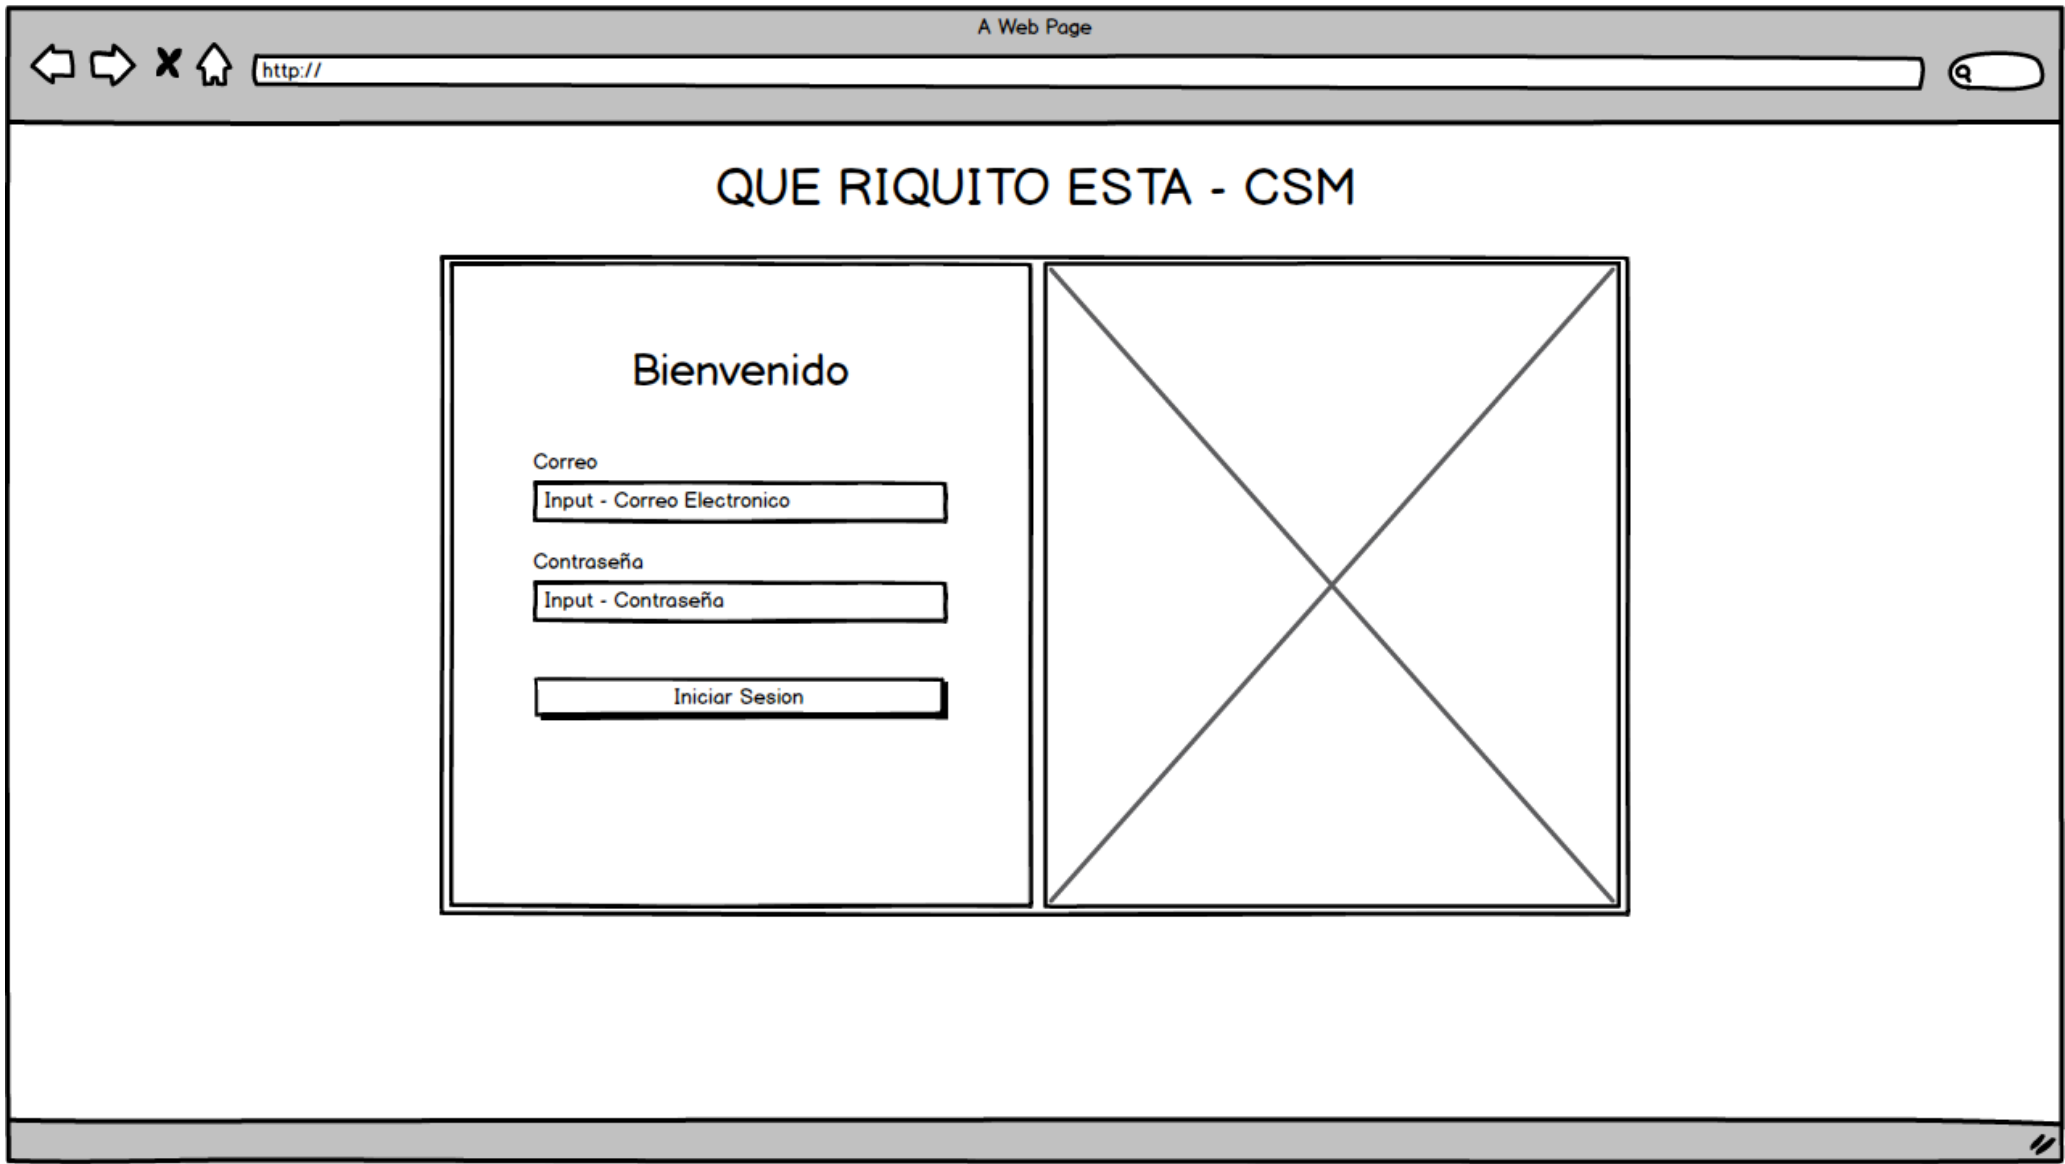 A Web Page
http://
QUE RIQUITO ESTA - CSM
Bienvenido
Correo
Input - Correo Electronico
Contraseña
Input - Contraseña
Iniciar Sesion